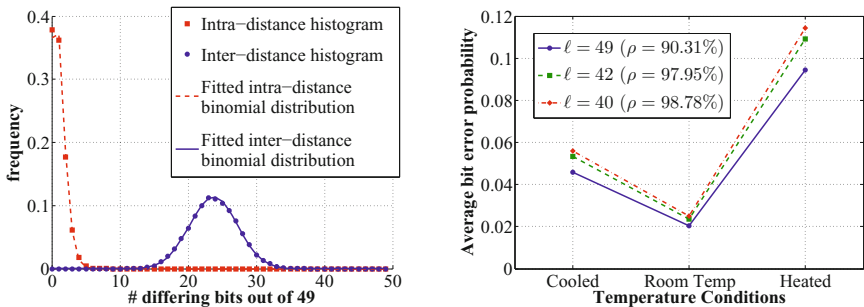 0.4
0.3
0.2
0.1
0
frequency
Intra−distance histogram
Inter−distance histogram
Fitted intra−distance
binomial distribution
Fitted inter−distance
binomial distribution
0 10 20 30 40 50
# differing bits out of 49
0.12
0.1
0.08
0.06
0.04
0.02
0
Average bit error probability
ℓ = 49 (ρ = 90.31%)
ℓ = 42 (ρ = 97.95%)
ℓ = 40 (ρ = 98.78%)
Cooled Room Temp Heated
Temperature Conditions